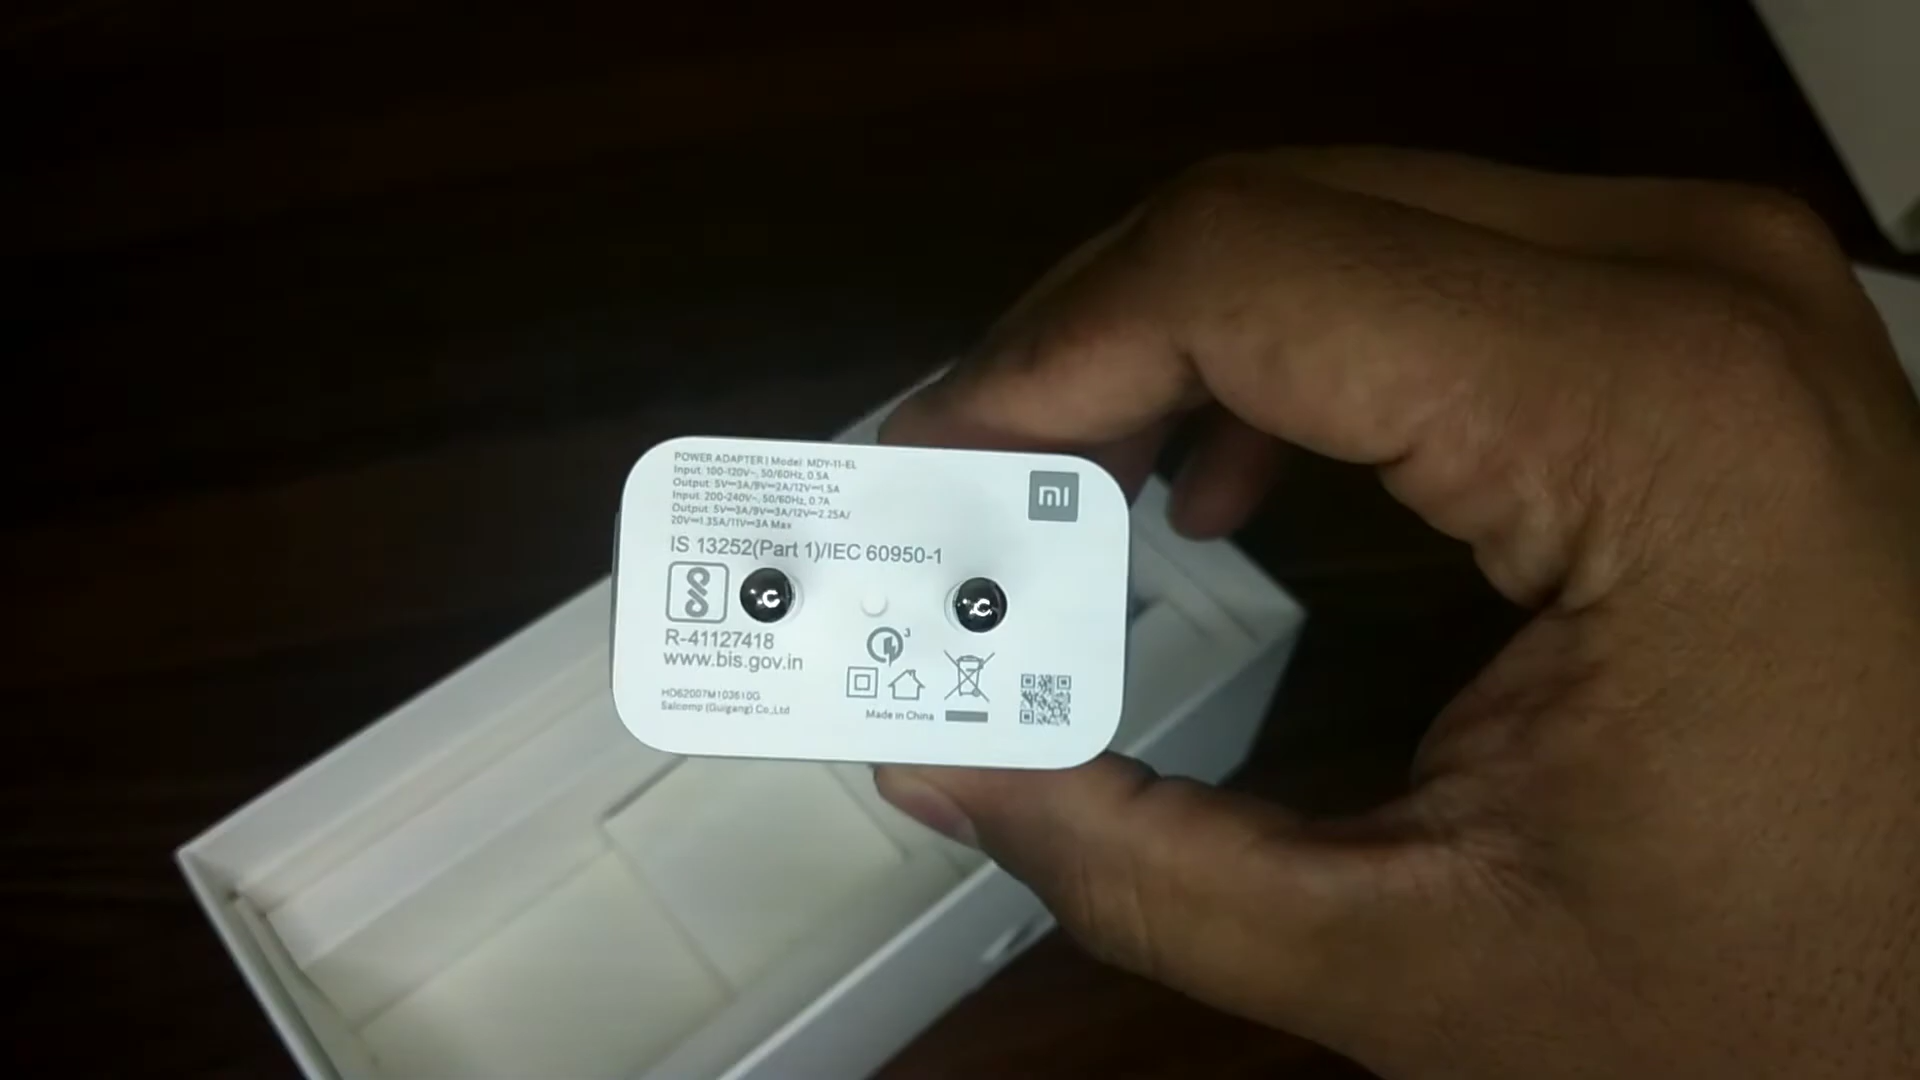 POWER ADAPTER | Model: MDY-11-EL
Input: 100-120V~, 50/60Hz, 0.5A
Output: 5V⎓3A/9V⎓2A/12V⎓1.5A
Input: 200-240V~, 50/60Hz, 0.7A
Output: 5V⎓3A/9V⎓3A/12V⎓2.25A/
20V⎓1.35A/11V⎓3A Max
mi
IS 13252(Part 1)/IEC 60950-1
R-41127418
www.bis.gov.in
3
HD62007M103610G
Salcomp (Guigang) Co.,Ltd
Made in China